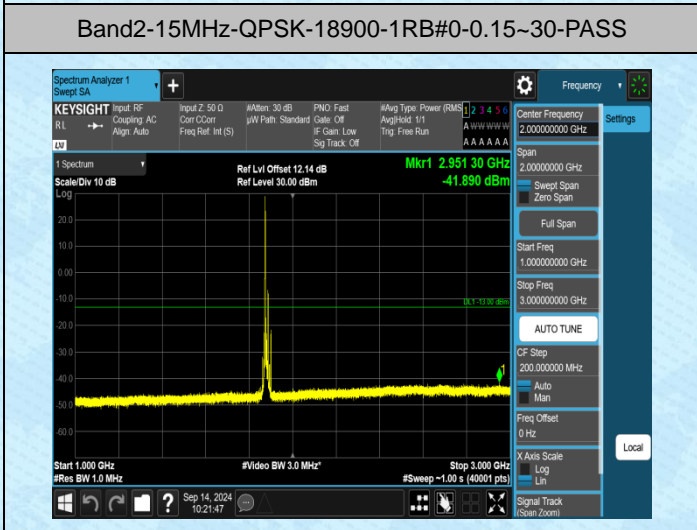 Band2-15MHz-QPSK-18900-1RB#0-0.15~30-PASS
Spectrum Analyzer 1
Swept SA
Frequency
KEYSIGHT
RL
LXI
Input: RF
Coupling: AC
Align: Auto
Input Z: 50 Ω
Corr CCorr
Freq Ref: Int (S)
#Atten: 30 dB
µW Path: Standard
PNO: Fast
Gate: Off
IF Gain: Low
Sig Track: Off
#Avg Type: Power (RMS
Avg|Hold: 1/1
Trig: Free Run
1 2 3 4 5 6
A W W W W W
A A A A A A
1 Spectrum
Scale/Div 10 dB
Log
Ref Lvl Offset 12.14 dB
Ref Level 30.00 dBm
Mkr1 2.951 30 GHz
-41.890 dBm
20.0
10.0
0.00
-10.0
DL1 -13.00 dBm
-20.0
-30.0
-40.0
1
-50.0
-60.0
Start 1.000 GHz
#Res BW 1.0 MHz
#Video BW 3.0 MHz*
Stop 3.000 GHz
#Sweep ~1.00 s (40001 pts)
Center Frequency
2.000000000 GHz
Span
2.00000000 GHz
Swept Span
Zero Span
Full Span
Start Freq
1.000000000 GHz
Stop Freq
3.000000000 GHz
AUTO TUNE
CF Step
200.000000 MHz
Auto
Man
Freq Offset
0 Hz
X Axis Scale
Log
Lin
Signal Track
(Span Zoom)
Settings
Local
?
Sep 14, 2024
10:21:47